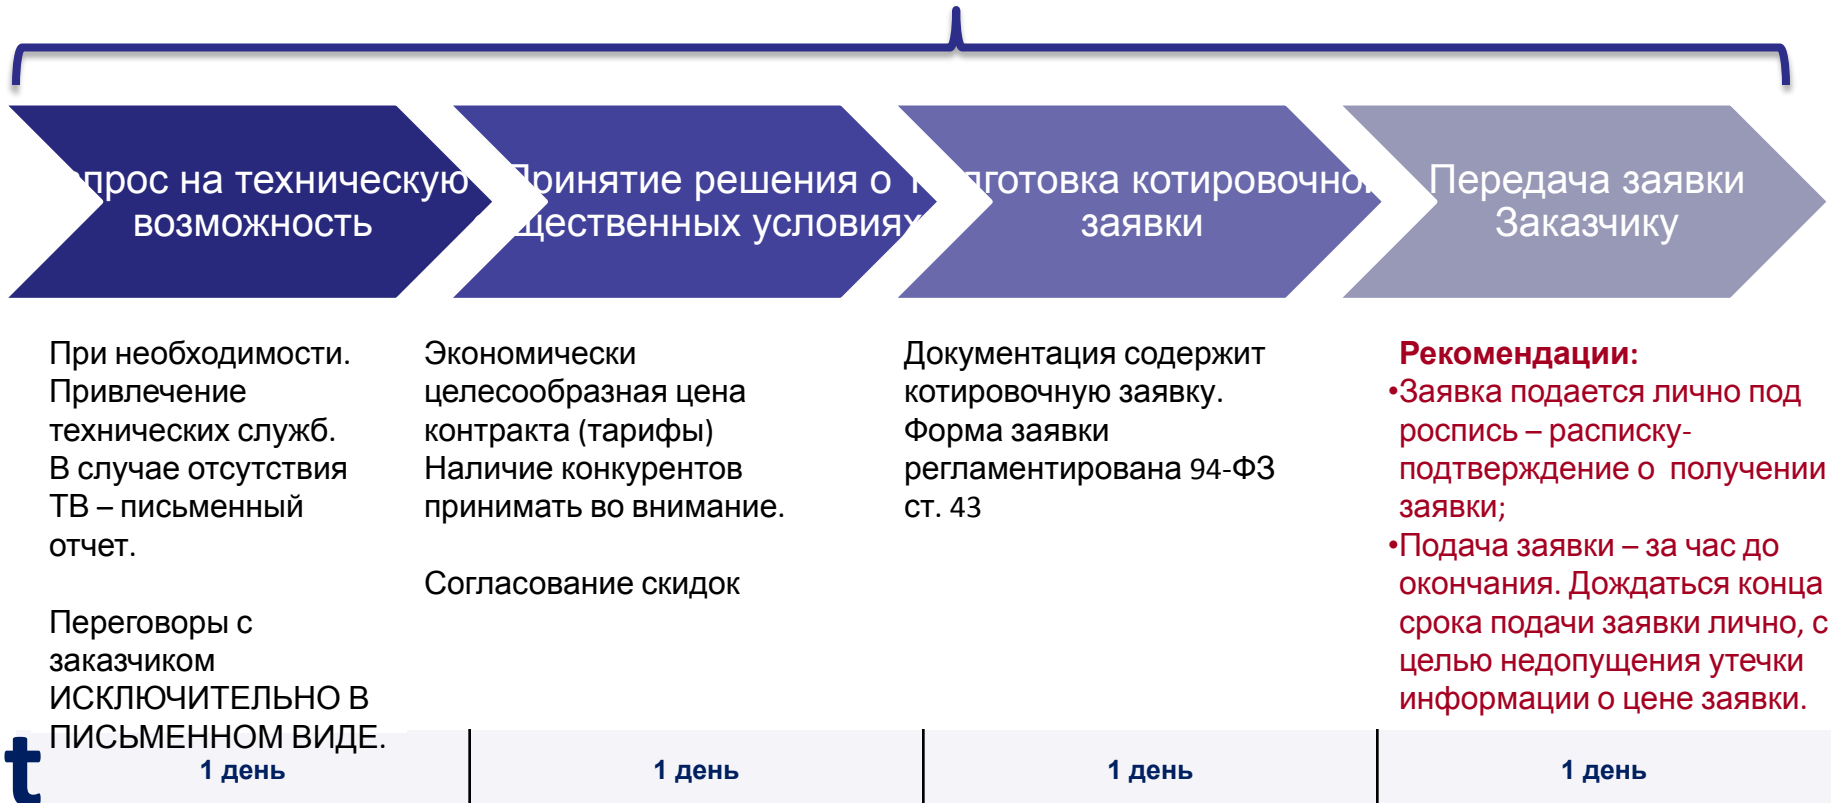 прос на техническую
возможность
Принятие решения о
щественных условиях
дготовка котировочной
заявки
Передача заявки
Заказчику
При необходимости.
Привлечение
технических служб.
В случае отсутствия
ТВ – письменный
отчет.
Переговоры с
заказчиком
ИСКЛЮЧИТЕЛЬНО В
ПИСЬМЕННОМ ВИДЕ.
Экономически
целесообразная цена
контракта (тарифы)
Наличие конкурентов
принимать во внимание.
Согласование скидок
Документация содержит
котировочную заявку.
Форма заявки
регламентирована 94-ФЗ
ст. 43
Рекомендации:
•Заявка подается лично под
роспись – расписку-
подтверждение о получении
заявки;
•Подача заявки – за час до
окончания. Дождаться конца
срока подачи заявки лично, с
целью недопущения утечки
информации о цене заявки.
t
1 день
1 день
1 день
1 день